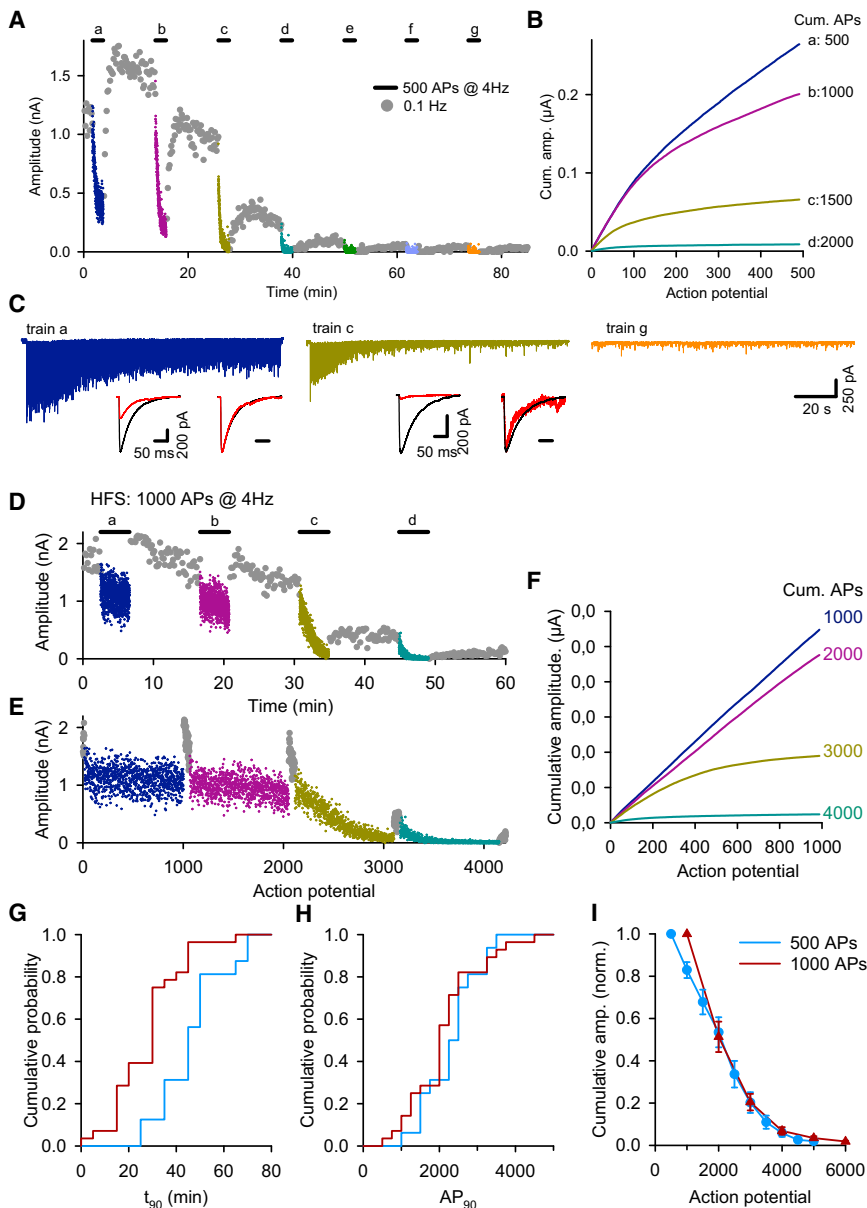 A
a b c d e f g
500 APs @ 4Hz
0.1 Hz
Amplitude (nA)
1.5
1.0
0.5
0.0
0 20 40 60 80
Time (min)
B
Cum. APs
a: 500
b:1000
c:1500
d:2000
Cum. amp. (µA)
0.2
0.1
0.0
0 100 200 300 400 500
Action potential
C
train a
train c
train g
50 ms
200 pA
50 ms
200 pA
20 s
250 pA
D
HFS: 1000 APs @ 4Hz
a b c d
Amplitude (nA)
2
1
0
0 10 20 30 40 50 60
Time (min)
E
Amplitude (nA)
2
1
0
0 1000 2000 3000 4000
Action potential
F
Cum. APs
1000
2000
3000
4000
Cumulative amplitude. (µA)
0,0
0,0
0,0
0,0
0,0
0,0
0,0
0,0
0 200 400 600 800 1000
Action potential
G
Cumulative probability
1.0
0.8
0.6
0.4
0.2
0.0
0 20 40 60 80
t90 (min)
H
Cumulative probability
1.0
0.8
0.6
0.4
0.2
0.0
0 2000 4000
AP90
I
500 APs
1000 APs
Cumulative amp. (norm.)
1.0
0.8
0.6
0.4
0.2
0.0
0 2000 4000 6000
Action potential